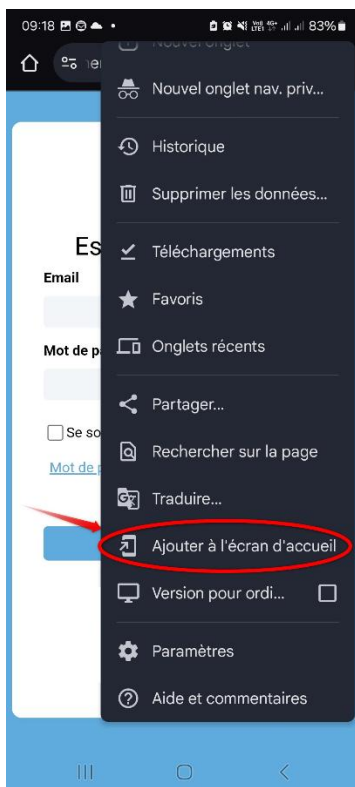 09:18 83%
Nouvel onglet
Nouvel onglet nav. priv...
Historique
Supprimer les données...
Téléchargements
Es
Favoris
Email
Onglets récents
Mot de p
Partager...
Se so
Rechercher sur la page
Mot de p
Traduire...
Ajouter à l'écran d'accueil
Version pour ordi...
Paramètres
Aide et commentaires